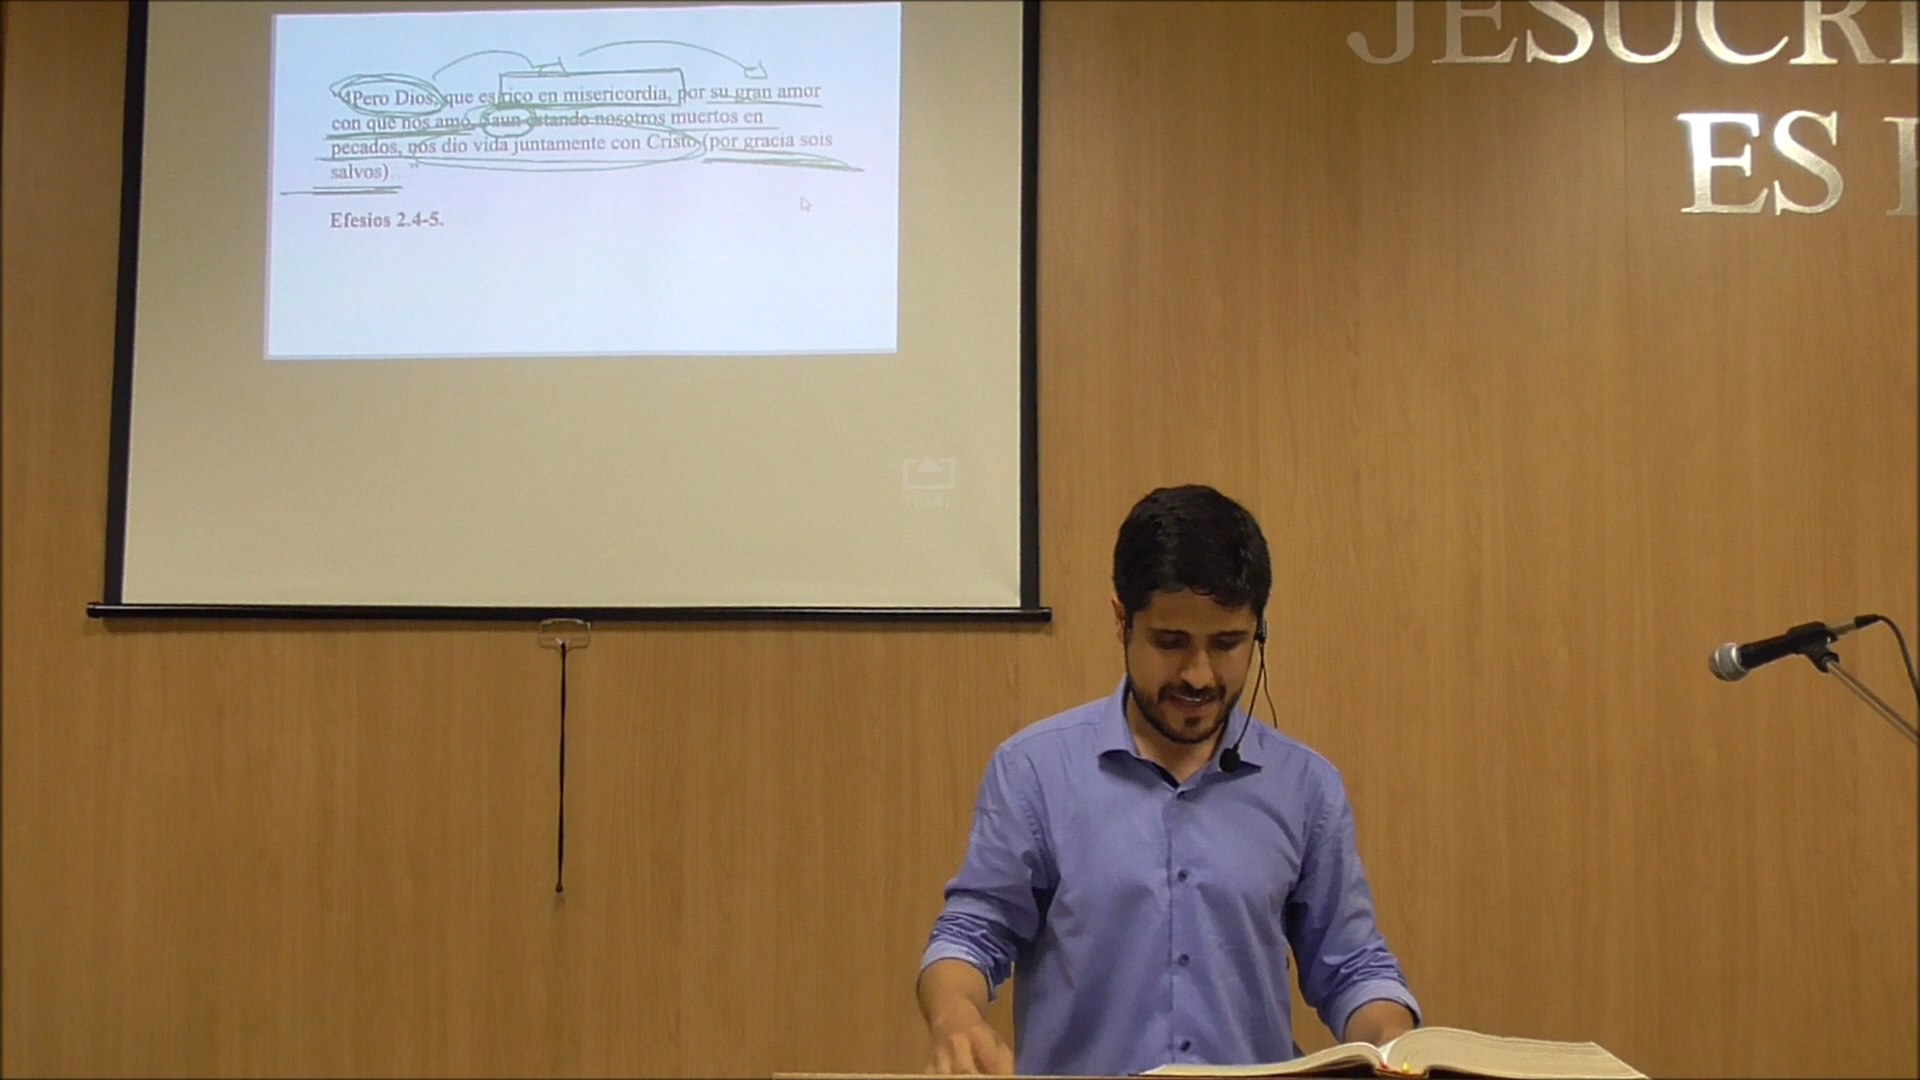 “4Pero Dios, que es rico en misericordia, por su gran amor
con que nos amó, 5aun estando nosotros muertos en
pecados, nos dio vida juntamente con Cristo (por gracia sois
salvos)…”
Efesios 2.4-5.
JESUCRI
ES